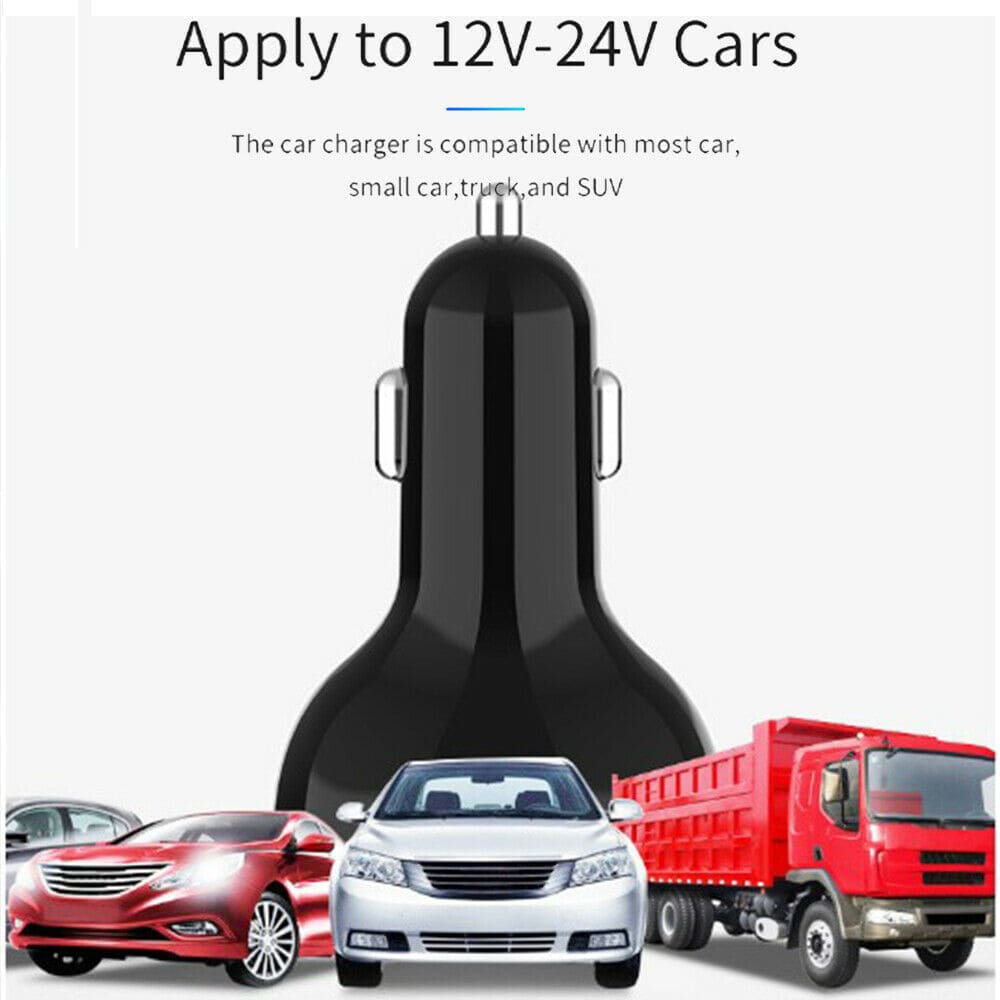 Apply to 12V-24V Cars
The car charger is compatible with most car,
small car,truck,and SUV